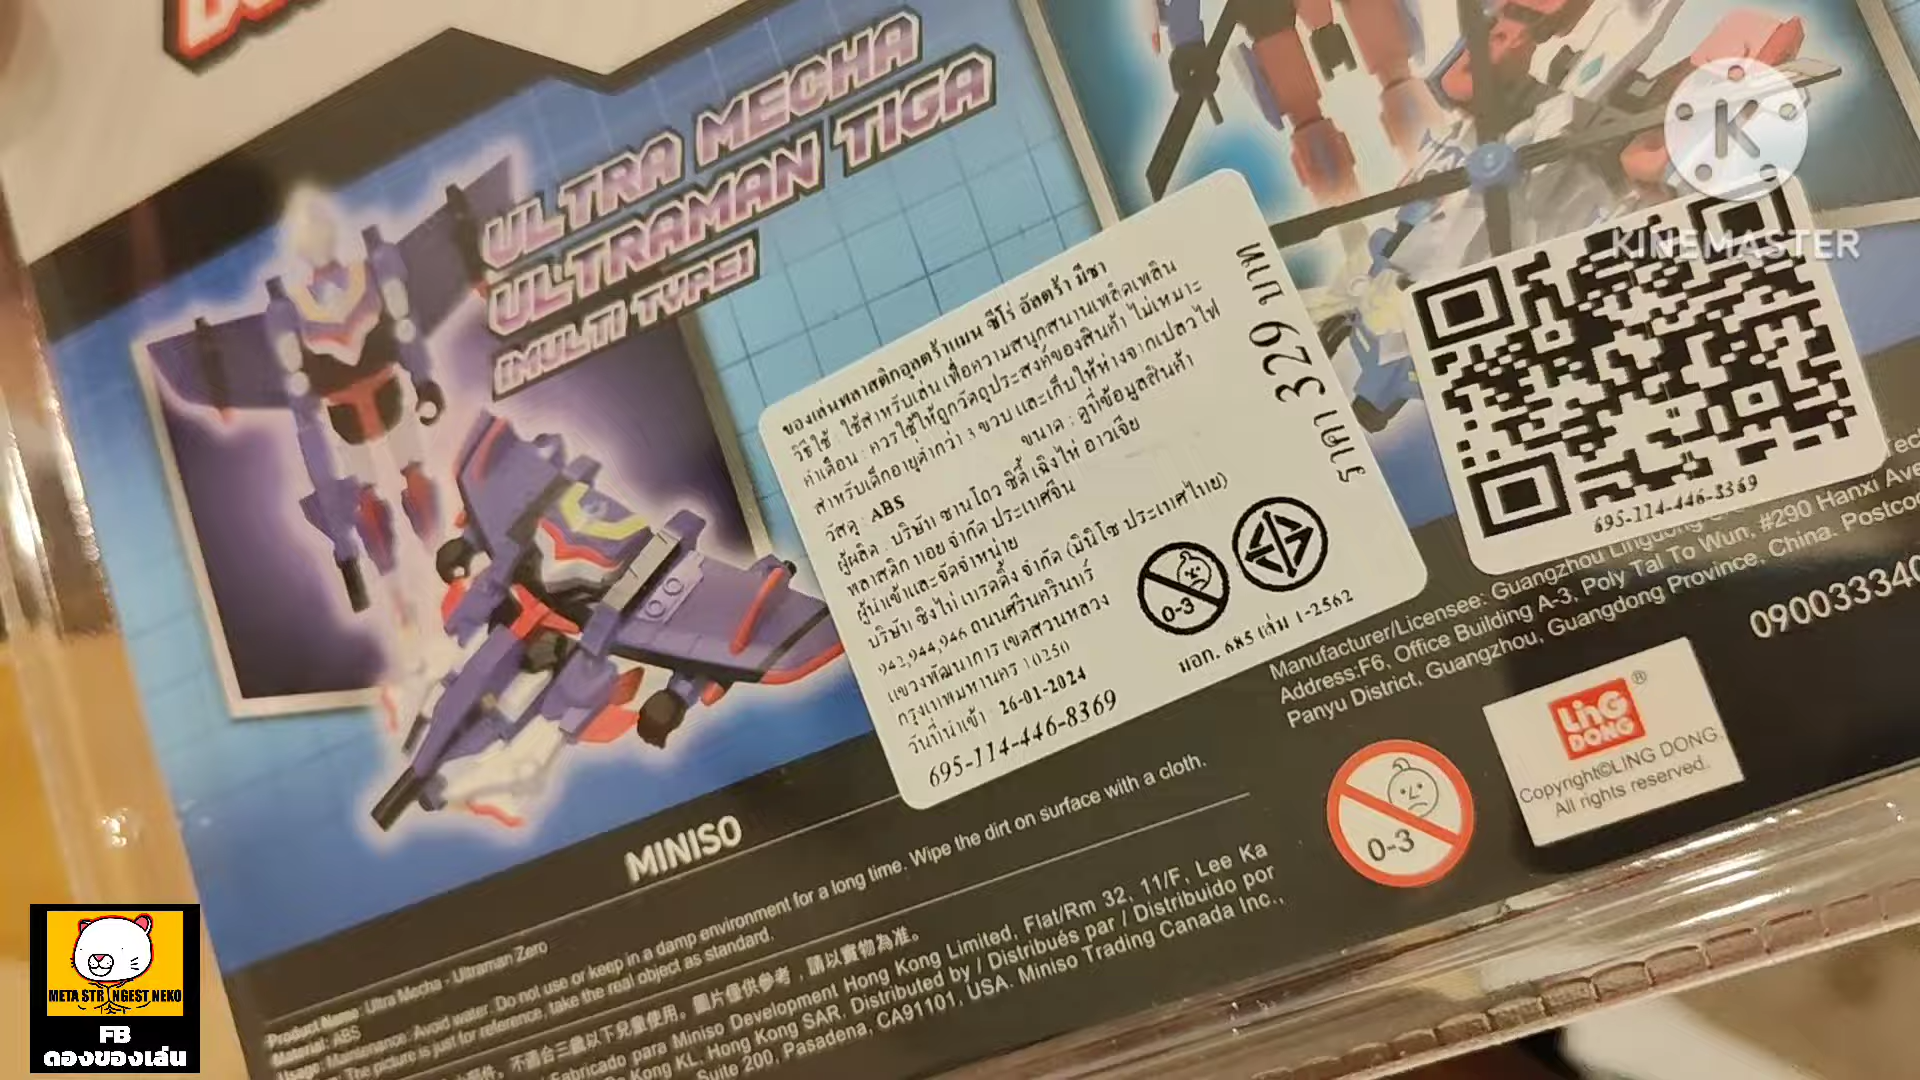 ULTRA MECHA
ULTRAMAN TIGA
[MULTI TYPE]
KINEMASTER
ของเล่นพลาสติกอุลตร้าแมน ซีโร่ อัลตร้า มีชา
วิธีใช้ : ใช้สำหรับเล่น เพื่อความสนุกสนานเพลิดเพลิน
คำเตือน : ควรใช้ให้ถูกวัตถุประสงค์ของสินค้า ไม่เหมาะ
สำหรับเด็กอายุต่ำกว่า 3 ขวบ และเก็บให้ห่างจากเปลวไฟ
วัสดุ : ABS
ขนาด : ดูที่ข้อมูลสินค้า
ผู้ผลิต : บริษัท ซานโถว ซิตี้ เฉิงไห่ อาวเจีย
พลาสติก ทอย จำกัด ประเทศจีน
ผู้นำเข้าและจัดจำหน่าย
บริษัท ซิงไท่ เทรดดิ้ง จำกัด (มินิโซ ประเทศไทย)
942,944,946 ถนนศรีนครินทร์
แขวงพัฒนาการ เขตสวนหลวง
กรุงเทพมหานคร 10250
วันที่นำเข้า : 26-01-2024
695-114-446-8369
ราคา 329 บาท
0-3
มอก. 685 เล่ม 1-2562
695-114-446-8369
Manufacturer/Licensee: Guangzhou Lingdong
Address:F6, Office Building A-3, Poly Tal To Wun, #290 Hanxi Ave
Panyu District, Guangzhou, Guangdong Province, China. Postco
09003334
LinG
DONG
®
Copyright©LING DONG.
All rights reserved.
0-3
MINISO
Product Name: Ultra Mecha - Ultraman Zero
Material: ABS
Usage: Maintenance: Avoid water. Do not use or keep in a damp environment for a long time. Wipe the dirt on surface with a cloth.
The picture is just for reference, take the real object as standard.
不適合三歲以下兒童使用。圖片僅供參考，請以實物為准。
Fabricado para Miniso Development Hong Kong Limited, Flat/Rm 32, 11/F, Lee Ka
Kong KL, Hong Kong SAR. Distributed by / Distribués par / Distribuido por
Suite 200, Pasadena, CA91101, USA. Miniso Trading Canada Inc.,
META STRONGEST NEKO
FB
ดองของเล่น